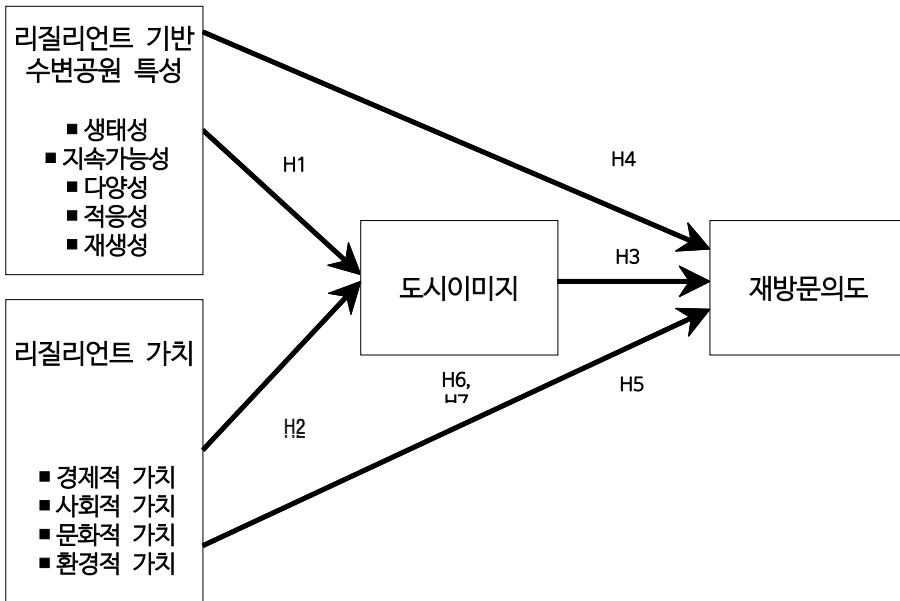 리질리언트 기반
수변공원 특성
■ 생태성
■ 지속가능성
■ 다양성
■ 적응성
■ 재생성
H1
H4
도시이미지
H3
재방문의도
리질리언트 가치
■ 경제적 가치
■ 사회적 가치
■ 문화적 가치
■ 환경적 가치
H2
H6,
H7
H5